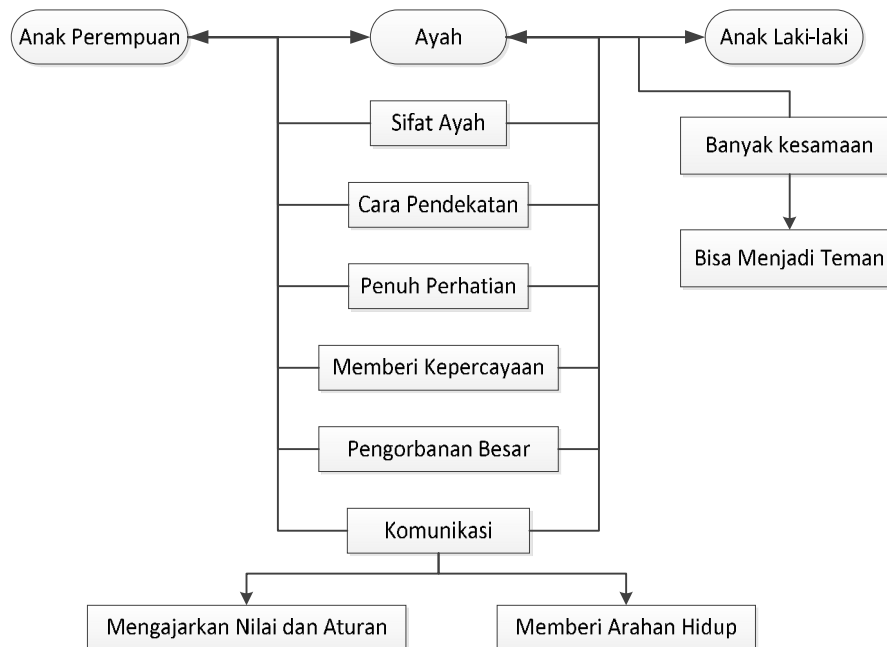 Anak Perempuan
Ayah
Anak Laki-laki
Sifat Ayah
Banyak kesamaan
Cara Pendekatan
Bisa Menjadi Teman
Penuh Perhatian
Memberi Kepercayaan
Pengorbanan Besar
Komunikasi
Mengajarkan Nilai dan Aturan
Memberi Arahan Hidup